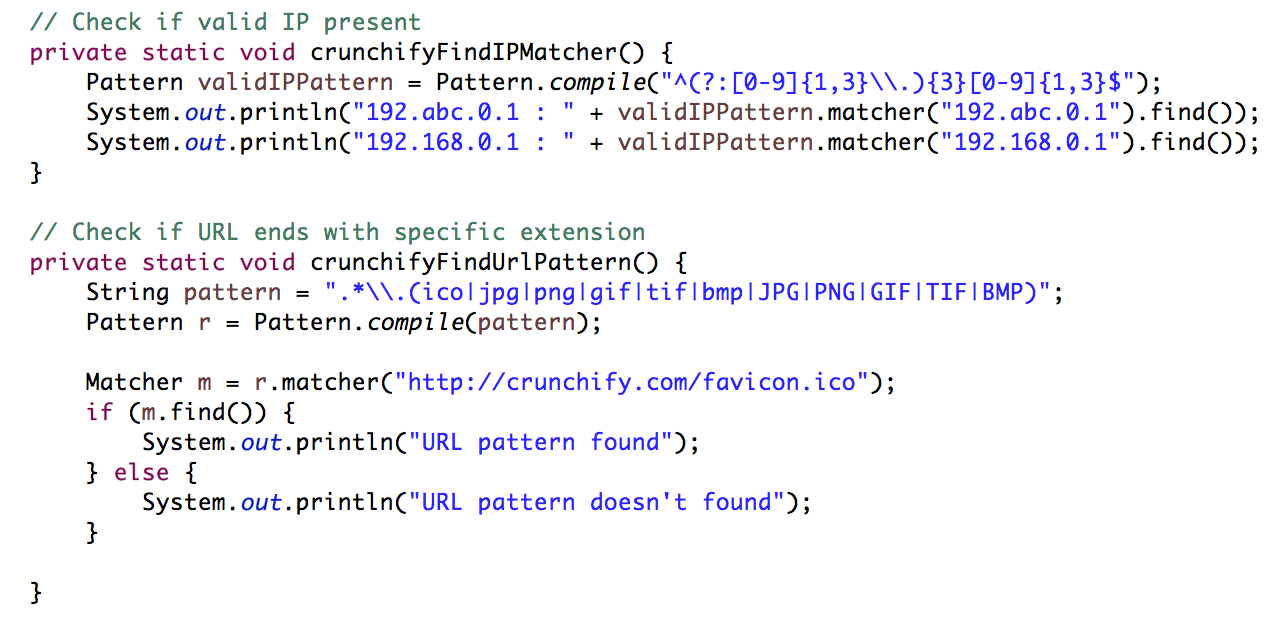 // Check if valid IP present
private static void crunchifyFindIPMatcher() {
    Pattern validIPPattern = Pattern.compile("^(?:[0-9]{1,3}\\.){3}[0-9]{1,3}$");
    System.out.println("192.abc.0.1 : " + validIPPattern.matcher("192.abc.0.1").find());
    System.out.println("192.168.0.1 : " + validIPPattern.matcher("192.168.0.1").find());
}
// Check if URL ends with specific extension
private static void crunchifyFindUrlPattern() {
    String pattern = ".*\\.(ico|jpg|png|gif|tif|bmp|JPG|PNG|GIF|TIF|BMP)";
    Pattern r = Pattern.compile(pattern);
    Matcher m = r.matcher("http://crunchify.com/favicon.ico");
    if (m.find()) {
        System.out.println("URL pattern found");
    } else {
        System.out.println("URL pattern doesn't found");
    }
}